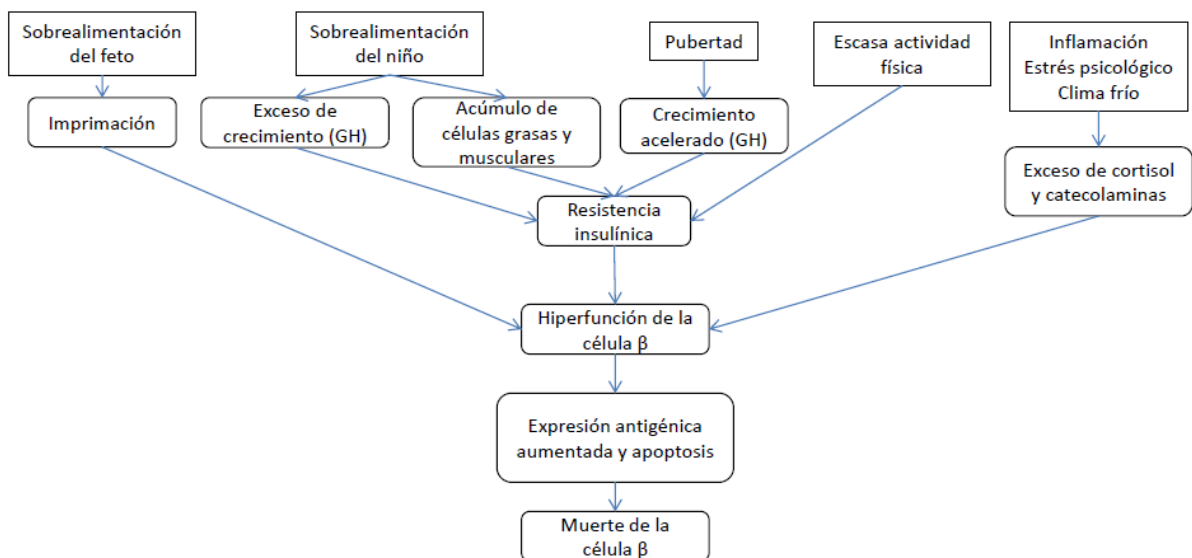 Sobrealimentación
del feto
Sobrealimentación
del niño
Pubertad
Escasa actividad
física
Inflamación
Estrés psicológico
Clima frío
Imprimación
Exceso de
crecimiento (GH)
Acúmulo de
células grasas y
musculares
Crecimiento
acelerado (GH)
Exceso de cortisol
y catecolaminas
Resistencia
insulínica
Hiperfunción de la
célula β
Expresión antigénica
aumentada y apoptosis
Muerte de la
célula β